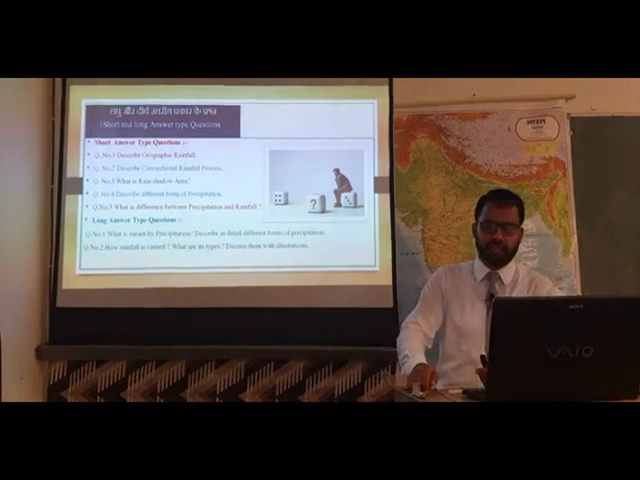 लघु और दीर्घ उत्तरीय प्रकार के प्रश्न
(Short and long Answer type Questions
Short Answer Type Questions :-
Q.No.1 Describe Orographic Rainfall.
Q.No.2 Describe Convectional Rainfall Process.
Q.No.3 What is Rain shadow Area?
Q.No.4 Describe different form of Precipitation.
Q.No.5 What is difference between Precipitation and Rainfall ?
Long Answer Type Questions :-
Q.No.1 What is meant by Precipitation? Describe in detail different forms of precipitation.
Q.No.2 How rainfall is caused ? What are its types ? Discuss them with illustrations.
?
भारत
SONY
VAIO